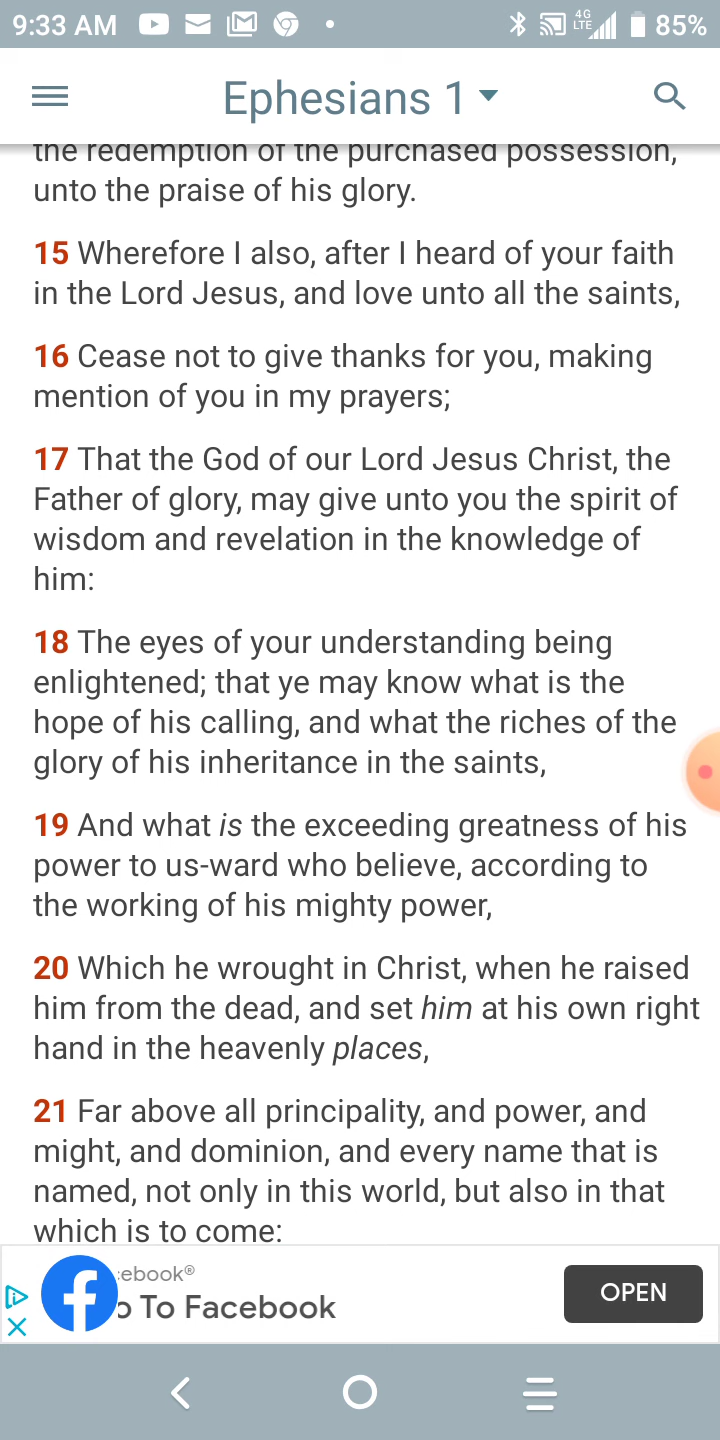 9:33 AM
4G
LTE
85%
Ephesians 1
the redemption of the purchased possession,
unto the praise of his glory.
15 Wherefore I also, after I heard of your faith
in the Lord Jesus, and love unto all the saints,
16 Cease not to give thanks for you, making
mention of you in my prayers;
17 That the God of our Lord Jesus Christ, the
Father of glory, may give unto you the spirit of
wisdom and revelation in the knowledge of
him:
18 The eyes of your understanding being
enlightened; that ye may know what is the
hope of his calling, and what the riches of the
glory of his inheritance in the saints,
19 And what is the exceeding greatness of his
power to us-ward who believe, according to
the working of his mighty power,
20 Which he wrought in Christ, when he raised
him from the dead, and set him at his own right
hand in the heavenly places,
21 Far above all principality, and power, and
might, and dominion, and every name that is
named, not only in this world, but also in that
which is to come:
cebook®
o To Facebook
OPEN